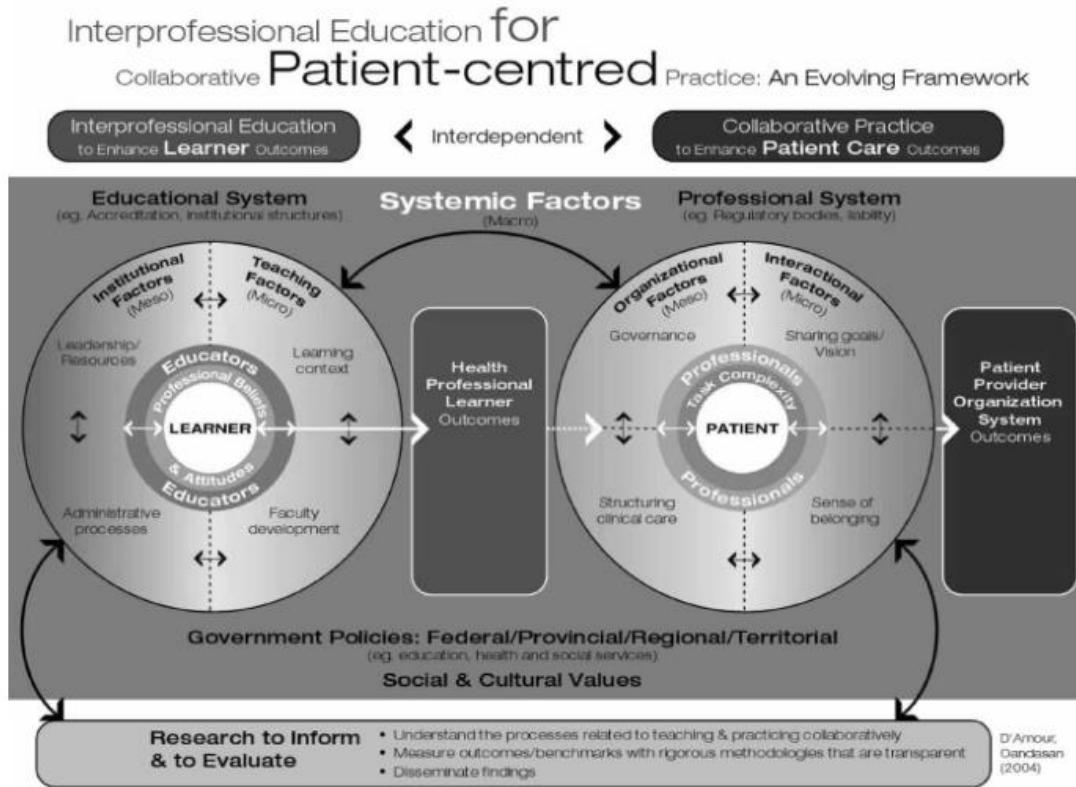 Interprofessional Education for
Collaborative Patient-centred Practice: An Evolving Framework
Interprofessional Education
to Enhance Learner Outcomes
Interdependent
Collaborative Practice
to Enhance Patient Care Outcomes
Educational System
(eg. Accreditation, Institutional structures)
Systemic Factors
(Macro)
Professional System
(eg. Regulatory bodies, liability)
Institutional
Factors
(Meso)
Teaching
Factors
(Micro)
Leadership/
Resources
Learning
context
Educators
Professional Beliefs
LEARNER
& Attitudes
Educators
Administrative
processes
Faculty
development
Health
Professional
Learner
Outcomes
Organizational
Factors
(Meso)
Interactional
Factors
(Micro)
Governance
Sharing goals/
Vision
Professionals
Task Complexity
PATIENT
Professionals
Structuring
clinical care
Sense of
belonging
Patient
Provider
Organization
System
Outcomes
Government Policies: Federal/Provincial/Regional/Territorial
(eg. education, health and social services)
Social & Cultural Values
Research to Inform
& to Evaluate
• Understand the processes related to teaching & practicing collaboratively
• Measure outcomes/benchmarks with rigorous methodologies that are transparent
• Disseminate findings
D'Amour,
Oandasan
(2004)